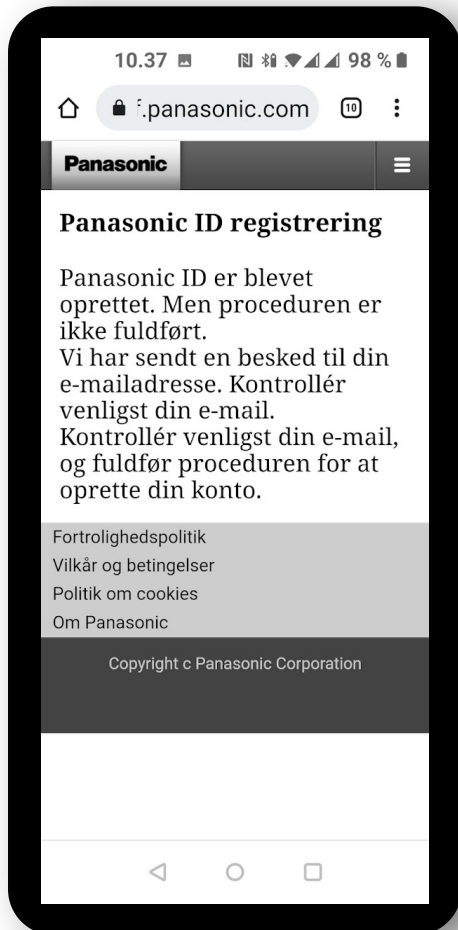 10.37 98 %
f.panasonic.com 10
Panasonic
Panasonic ID registrering
Panasonic ID er blevet
oprettet. Men proceduren er
ikke fuldført.
Vi har sendt en besked til din
e-mailadresse. Kontrollér
venligst din e-mail.
Kontrollér venligst din e-mail,
og fuldfør proceduren for at
oprette din konto.
Fortrolighedspolitik
Vilkår og betingelser
Politik om cookies
Om Panasonic
Copyright c Panasonic Corporation